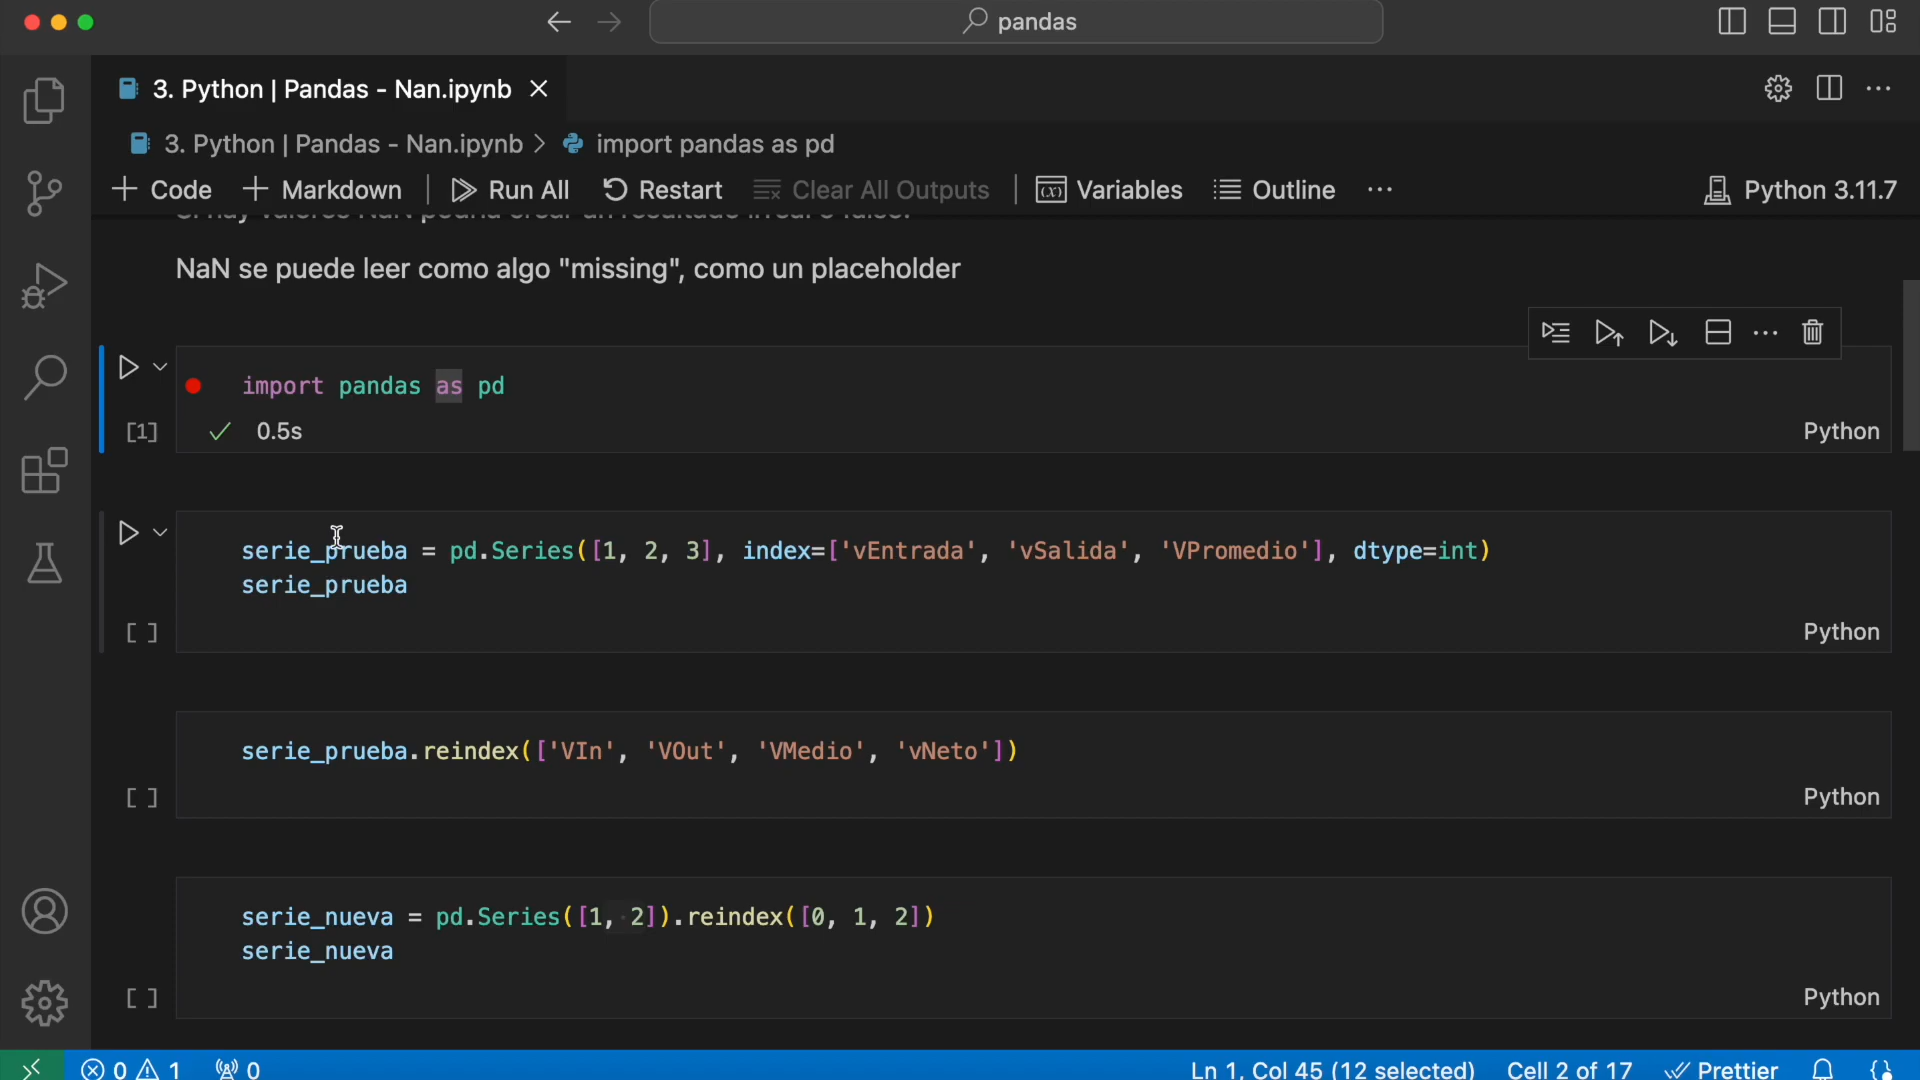 pandas
3. Python | Pandas - Nan.ipynb
3. Python | Pandas - Nan.ipynb > import pandas as pd
+ Code + Markdown | Run All Restart Clear All Outputs | Variables Outline ... Python 3.11.7
NaN se puede leer como algo "missing", como un placeholder
import pandas as pd
[1] 0.5s Python
serie_prueba = pd.Series([1, 2, 3], index=['vEntrada', 'vSalida', 'VPromedio'], dtype=int)
serie_prueba
[ ] Python
serie_prueba.reindex(['VIn', 'VOut', 'VMedio', 'vNeto'])
[ ] Python
serie_nueva = pd.Series([1, 2]).reindex([0, 1, 2])
serie_nueva
[ ] Python
0 1 0 Ln 1, Col 45 (12 selected) Cell 2 of 17 Prettier